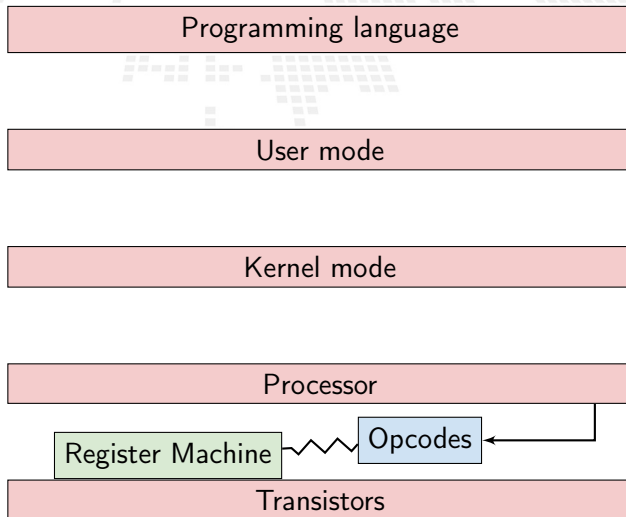 Programming language
User mode
Kernel mode
Processor
Opcodes
Register Machine
Transistors